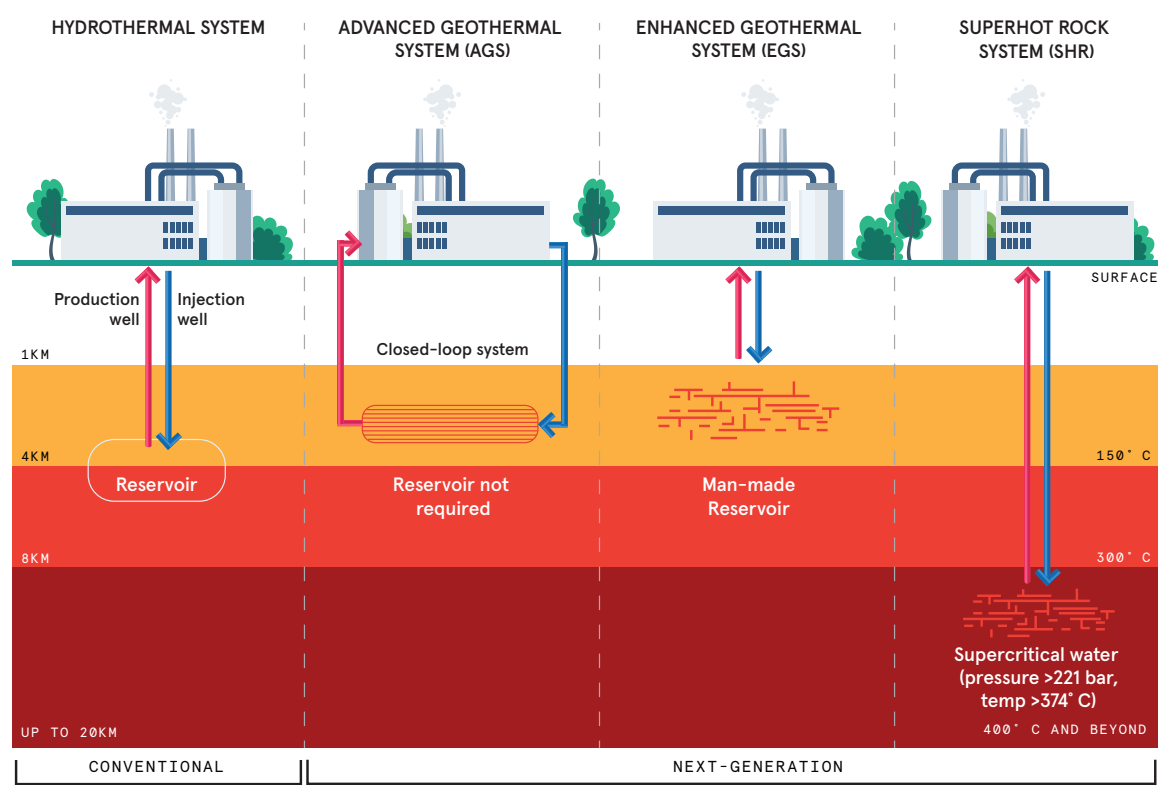 HYDROTHERMAL SYSTEM
ADVANCED GEOTHERMAL
SYSTEM (AGS)
ENHANCED GEOTHERMAL
SYSTEM (EGS)
SUPERHOT ROCK
SYSTEM (SHR)
SURFACE
Production
well
Injection
well
Closed-loop system
1KM
4KM
150° C
Reservoir
Reservoir not
required
Man-made
Reservoir
8KM
300° C
Supercritical water
(pressure >221 bar,
temp >374° C)
UP TO 20KM
400° C AND BEYOND
CONVENTIONAL
NEXT-GENERATION